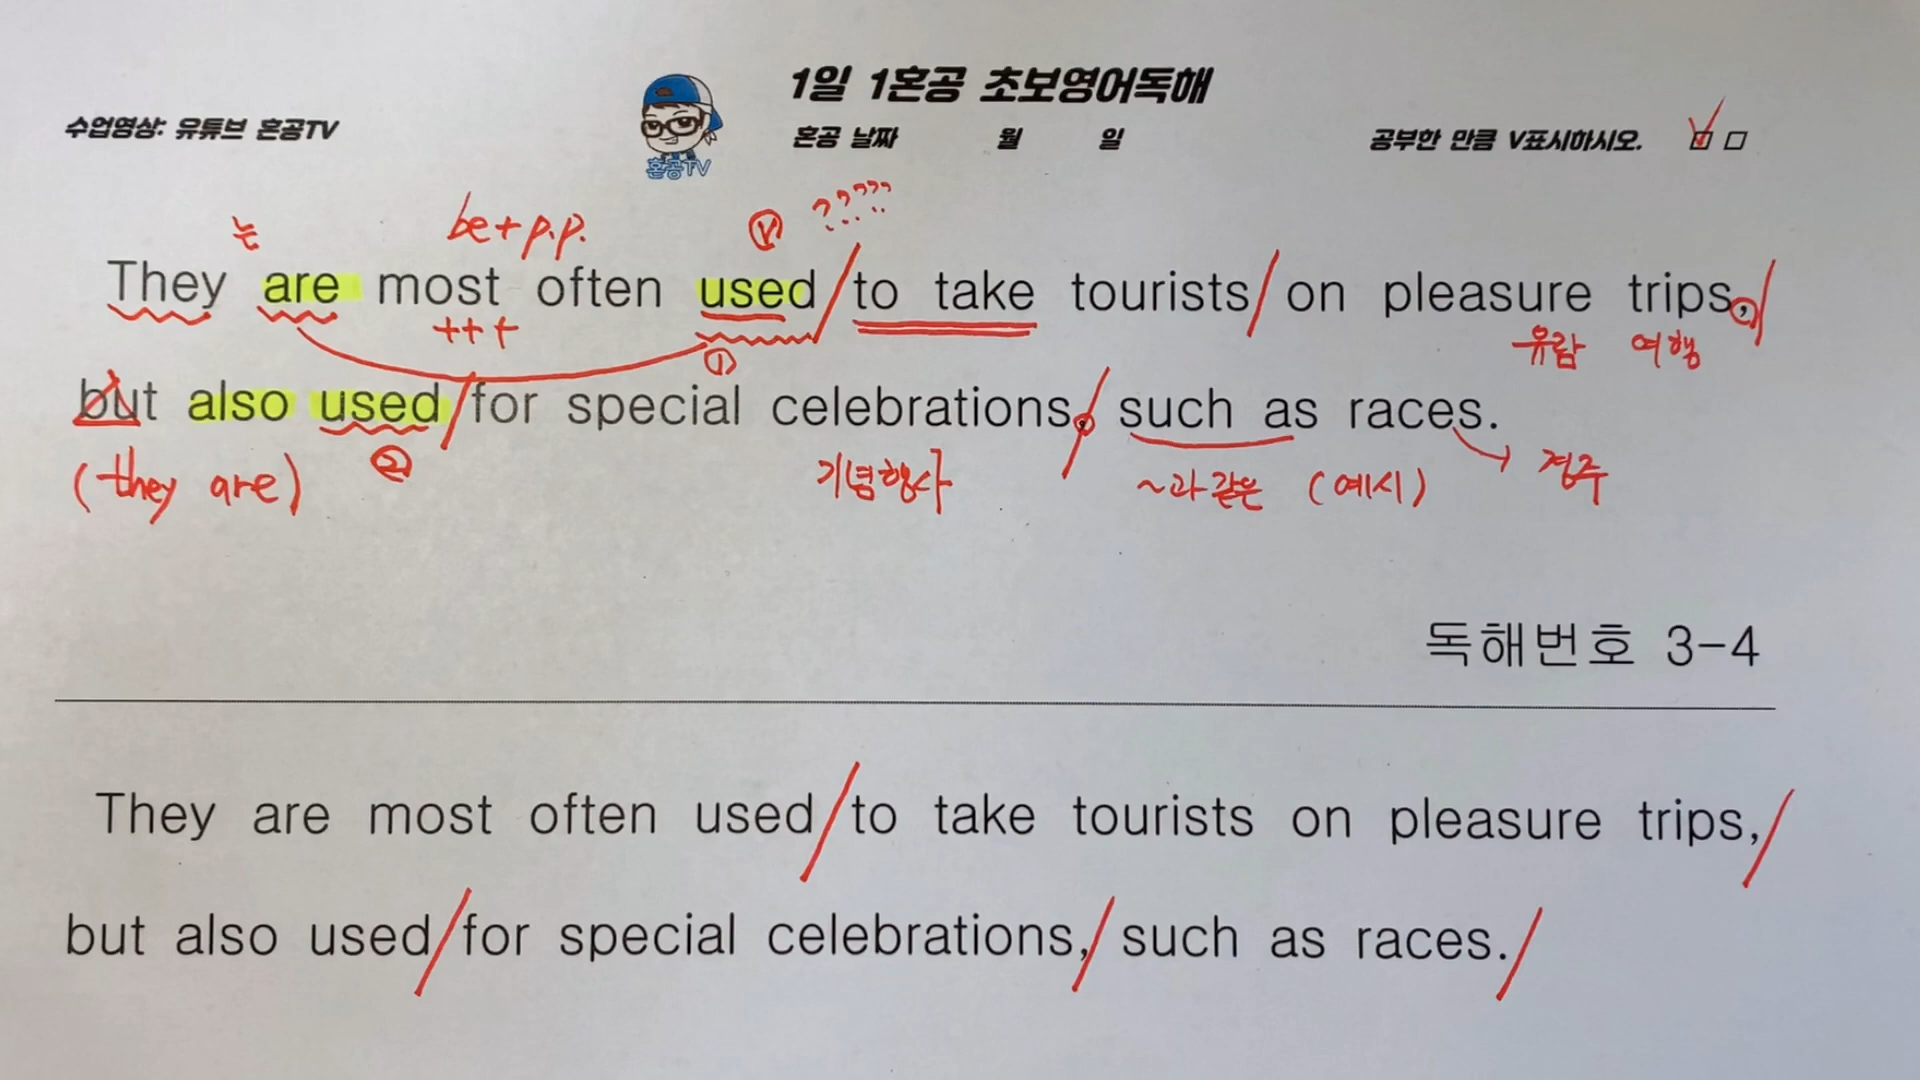 1일 1혼공 초보영어독해
수업영상: 유튜브 혼공TV
혼공 날짜 월 일
공부한 만큼 V표시하시오.
혼공TV
는 be+p.p. V ?????
They are most often used/to take tourists/on pleasure trips,/
+++ ① 유람 여행
but also used/for special celebrations,/such as races.
(they are) ② 기념행사 ~과 같은 (예시) 경주
독해번호 3-4
They are most often used/to take tourists on pleasure trips,/
but also used/for special celebrations,/such as races./